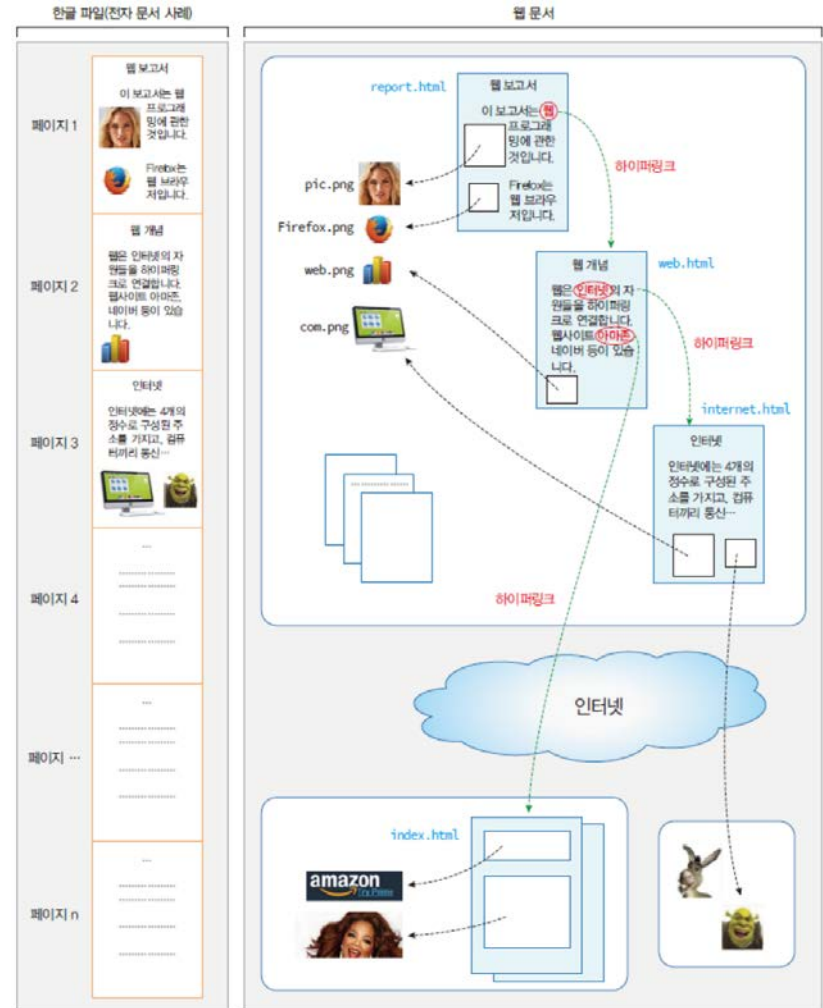 한글 파일(전자 문서 사례)
웹 문서
페이지 1
웹 보고서
이 보고서는 웹
프로그래
밍에 관한
것입니다.
Firefox는
웹 브라우
저입니다.
페이지 2
웹 개념
웹은 인터넷의 자
원들을 하이퍼링
크로 연결합니다.
웹사이트 아마존,
네이버 등이 있습
니다.
페이지 3
인터넷
인터넷에는 4개의
정수로 구성된 주
소를 가지고, 컴퓨
터끼리 통신…
페이지 4
페이지 …
페이지 n
report.html
웹 보고서
이 보고서는 웹
프로그래
밍에 관한
것입니다.
Firefox는
웹 브라우
저입니다.
하이퍼링크
pic.png
Firefox.png
web.png
com.png
web.html
웹 개념
웹은 인터넷의 자
원들을 하이퍼링
크로 연결합니다.
웹사이트 아마존,
네이버 등이 있습
니다.
하이퍼링크
internet.html
인터넷
인터넷에는 4개의
정수로 구성된 주
소를 가지고, 컴퓨
터끼리 통신…
하이퍼링크
인터넷
index.html
amazon
Try Prime